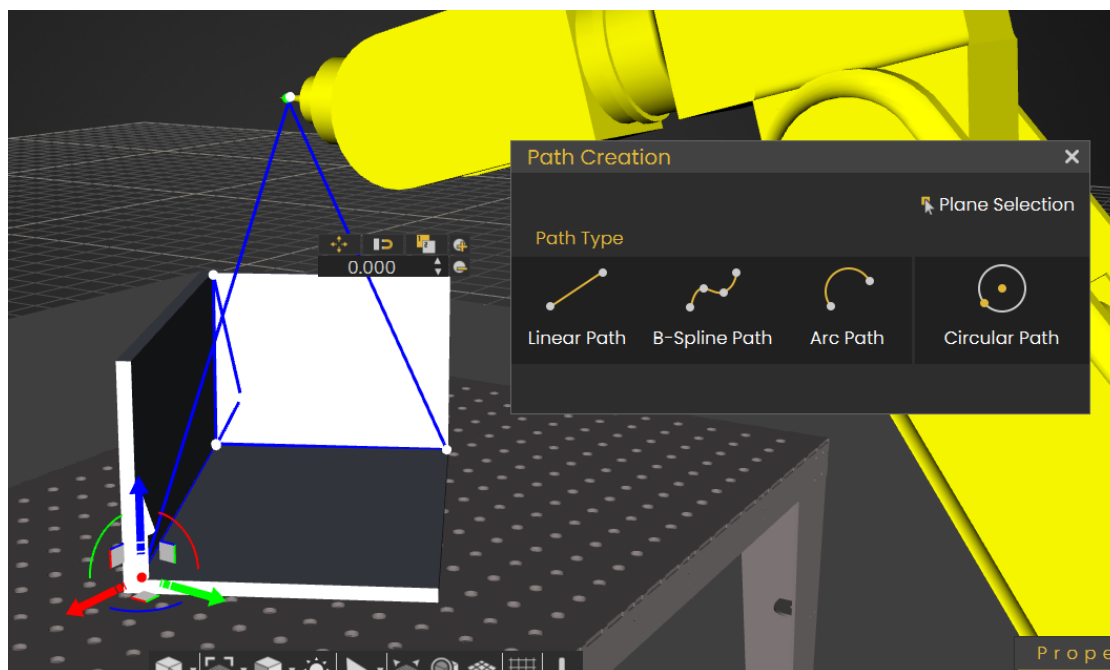 Path Creation
Plane Selection
Path Type
0.000
Linear Path
B-Spline Path
Arc Path
Circular Path
Prope